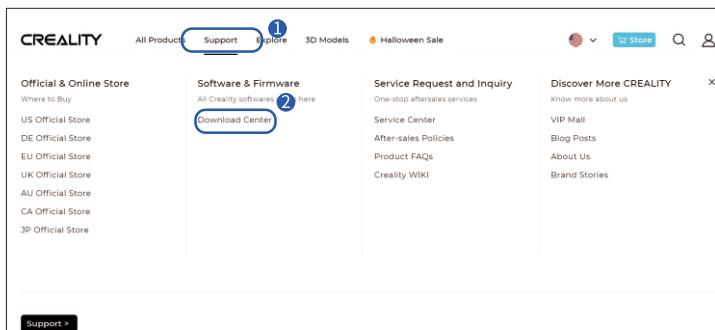 CREALITY
All Products Support Explore 3D Models Halloween Sale Store
1
Official & Online Store
Where to Buy
US Official Store
DE Official Store
EU Official Store
UK Official Store
AU Official Store
CA Official Store
JP Official Store
Software & Firmware
All Creality softwares here
2
Download Center
Service Request and Inquiry
One-stop aftersales services
Service Center
After-sales Policies
Product FAQs
Creality WIKI
Discover More CREALITY
Know more about us
VIP Mall
Blog Posts
About Us
Brand Stories
Support >